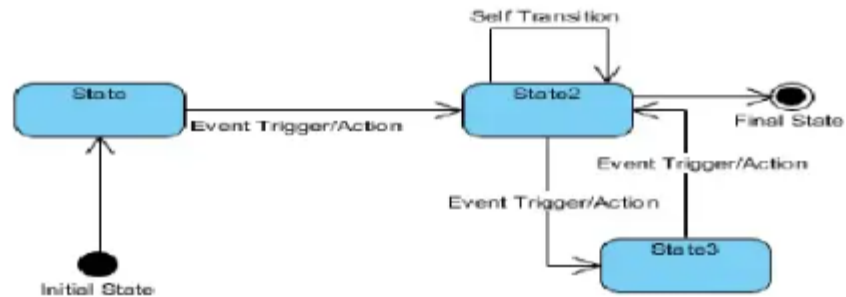 Self Transition
State
State2
Event Trigger/Action
Final State
Event Trigger/Action
Event Trigger/Action
State3
Initial State